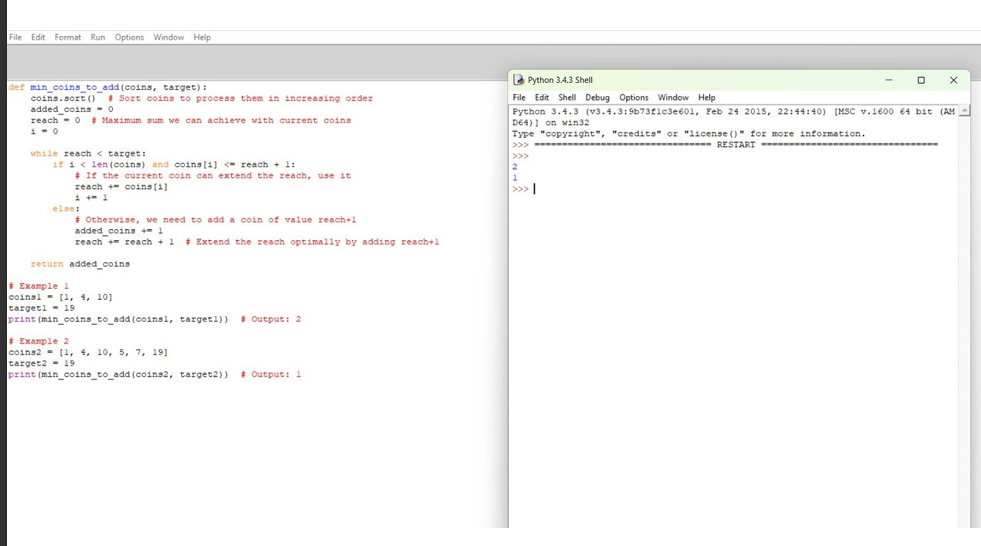 File Edit Format Run Options Window Help
def min_coins_to_add(coins, target):
    coins.sort()  # Sort coins to process them in increasing order
    added_coins = 0
    reach = 0  # Maximum sum we can achieve with current coins
    i = 0
    while reach < target:
        if i < len(coins) and coins[i] <= reach + 1:
            # If the current coin can extend the reach, use it
            reach += coins[i]
            i += 1
        else:
            # Otherwise, we need to add a coin of value reach+1
            added_coins += 1
            reach += reach + 1  # Extend the reach optimally by adding reach+1
    return added_coins
# Example 1
coins1 = [1, 4, 10]
target1 = 19
print(min_coins_to_add(coins1, target1))  # Output: 2
# Example 2
coins2 = [1, 4, 10, 5, 7, 19]
target2 = 19
print(min_coins_to_add(coins2, target2))  # Output: 1
Python 3.4.3 Shell
File Edit Shell Debug Options Window Help
Python 3.4.3 (v3.4.3:9b73f1c3e601, Feb 24 2015, 22:44:40) [MSC v.1600 64 bit (AM
D64)] on win32
Type "copyright", "credits" or "license()" for more information.
>>> ================================ RESTART ================================
>>>
2
1
>>>